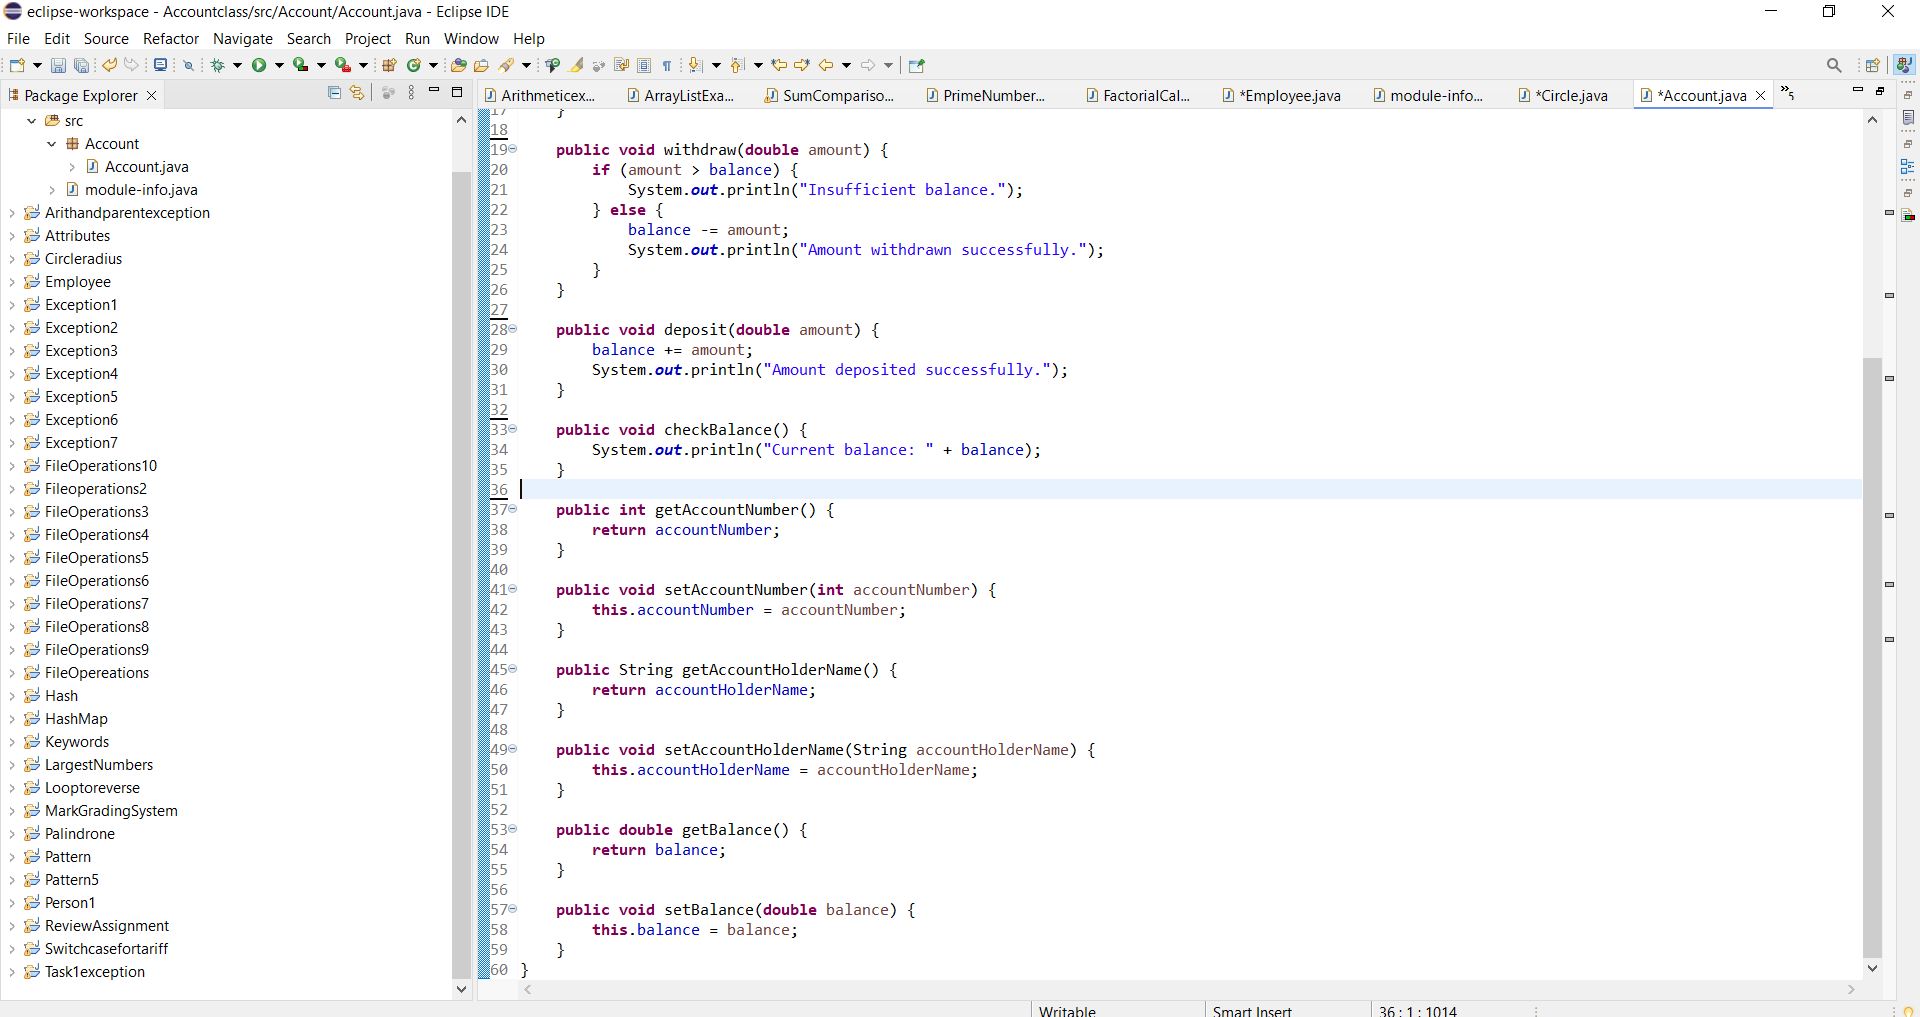 eclipse-workspace - Accountclass/src/Account/Account.java - Eclipse IDE
File Edit Source Refactor Navigate Search Project Run Window Help
Package Explorer
src
Account
Account.java
module-info.java
Arithandparentexception
Attributes
Circleradius
Employee
Exception1
Exception2
Exception3
Exception4
Exception5
Exception6
Exception7
FileOperations10
Fileoperations2
FileOperations3
FileOperations4
FileOperations5
FileOperations6
FileOperations7
FileOperations8
FileOperations9
FileOpereations
Hash
HashMap
Keywords
LargestNumbers
Looptoreverse
MarkGradingSystem
Palindrone
Pattern
Pattern5
Person1
ReviewAssignment
Switchcasefortariff
Task1exception
Arithmeticex... ArrayListExa... SumCompariso... PrimeNumber... FactorialCal... *Employee.java module-info... *Circle.java *Account.java »5
17 }
18
19 public void withdraw(double amount) {
20 if (amount > balance) {
21 System.out.println("Insufficient balance.");
22 } else {
23 balance -= amount;
24 System.out.println("Amount withdrawn successfully.");
25 }
26 }
27
28 public void deposit(double amount) {
29 balance += amount;
30 System.out.println("Amount deposited successfully.");
31 }
32
33 public void checkBalance() {
34 System.out.println("Current balance: " + balance);
35 }
36
37 public int getAccountNumber() {
38 return accountNumber;
39 }
40
41 public void setAccountNumber(int accountNumber) {
42 this.accountNumber = accountNumber;
43 }
44
45 public String getAccountHolderName() {
46 return accountHolderName;
47 }
48
49 public void setAccountHolderName(String accountHolderName) {
50 this.accountHolderName = accountHolderName;
51 }
52
53 public double getBalance() {
54 return balance;
55 }
56
57 public void setBalance(double balance) {
58 this.balance = balance;
59 }
60 }
Writable Smart Insert 36 : 1 : 1014